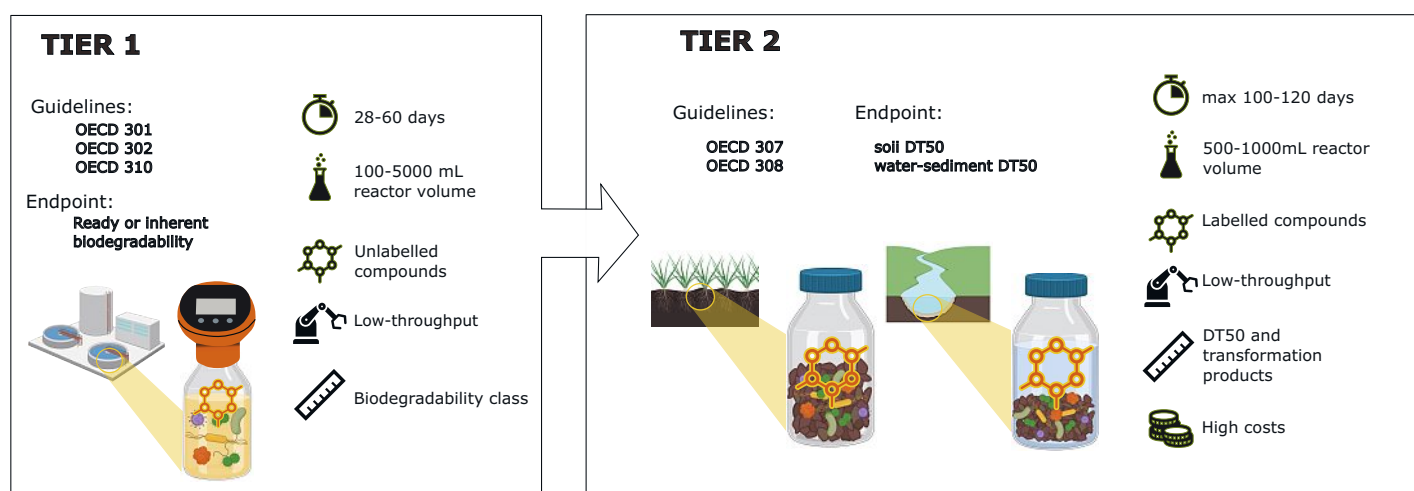 TIER 1
Guidelines:
OECD 301
OECD 302
OECD 310
Endpoint:
Ready or inherent
biodegradability
28-60 days
100-5000 mL
reactor volume
Unlabelled
compounds
Low-throughput
Biodegradability class
TIER 2
Guidelines:
OECD 307
OECD 308
Endpoint:
soil DT50
water-sediment DT50
max 100-120 days
500-1000mL reactor
volume
Labelled compounds
Low-throughput
DT50 and
transformation
products
High costs